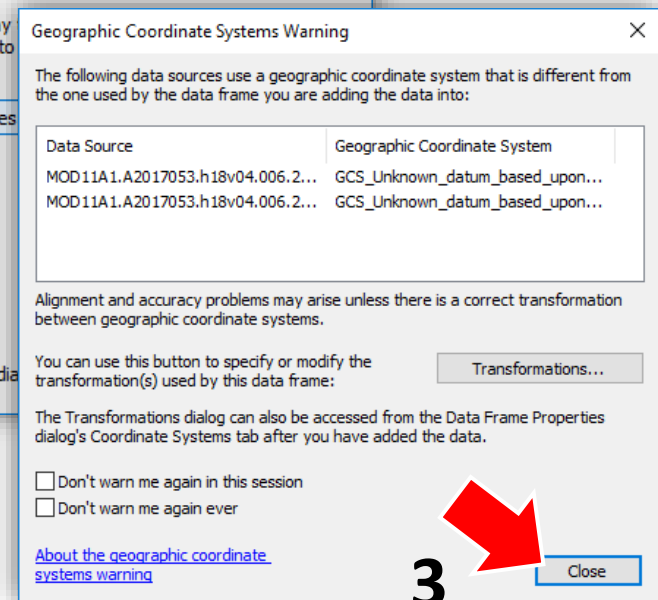 y
to
es
dia
Geographic Coordinate Systems Warning
The following data sources use a geographic coordinate system that is different from
the one used by the data frame you are adding the data into:
Data Source Geographic Coordinate System
MOD11A1.A2017053.h18v04.006.2... GCS_Unknown_datum_based_upon...
MOD11A1.A2017053.h18v04.006.2... GCS_Unknown_datum_based_upon...
Alignment and accuracy problems may arise unless there is a correct transformation
between geographic coordinate systems.
You can use this button to specify or modify the
transformation(s) used by this data frame:
Transformations...
The Transformations dialog can also be accessed from the Data Frame Properties
dialog's Coordinate Systems tab after you have added the data.
Don't warn me again in this session
Don't warn me again ever
About the geographic coordinate
systems warning
3
Close